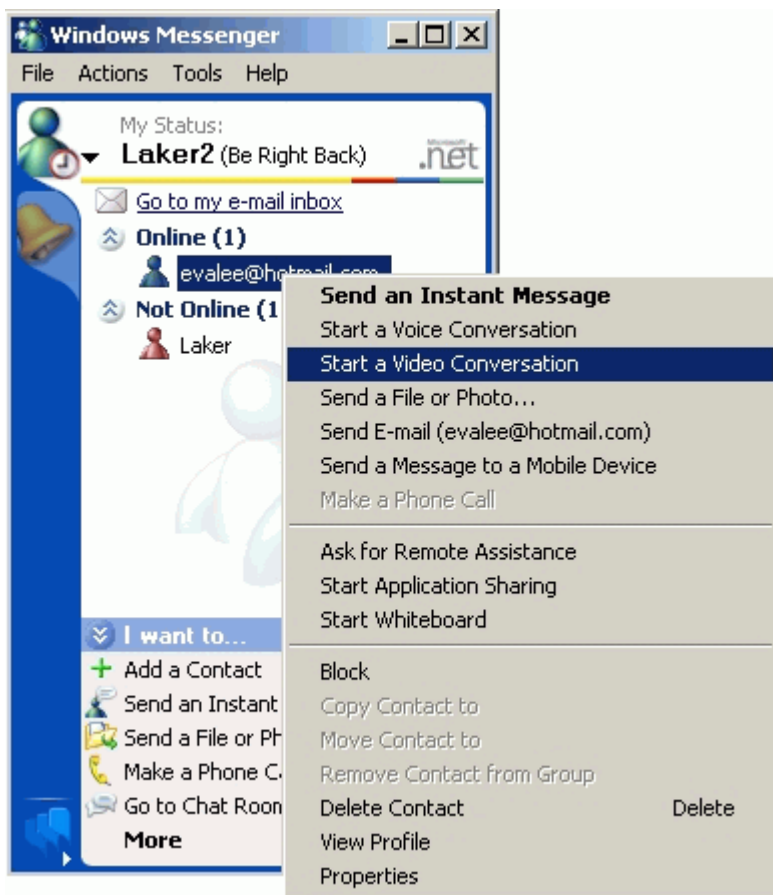 Windows Messenger
File Actions Tools Help
My Status:
Laker2 (Be Right Back)
Microsoft
.net
Go to my e-mail inbox
Online (1)
evalee@hotmail.com
Not Online (1
Laker
Send an Instant Message
Start a Voice Conversation
Start a Video Conversation
Send a File or Photo...
Send E-mail (evalee@hotmail.com)
Send a Message to a Mobile Device
Make a Phone Call
Ask for Remote Assistance
Start Application Sharing
Start Whiteboard
Block
Copy Contact to
Move Contact to
Remove Contact from Group
Delete Contact Delete
View Profile
Properties
I want to...
Add a Contact
Send an Instant
Send a File or Ph
Make a Phone C
Go to Chat Room
More